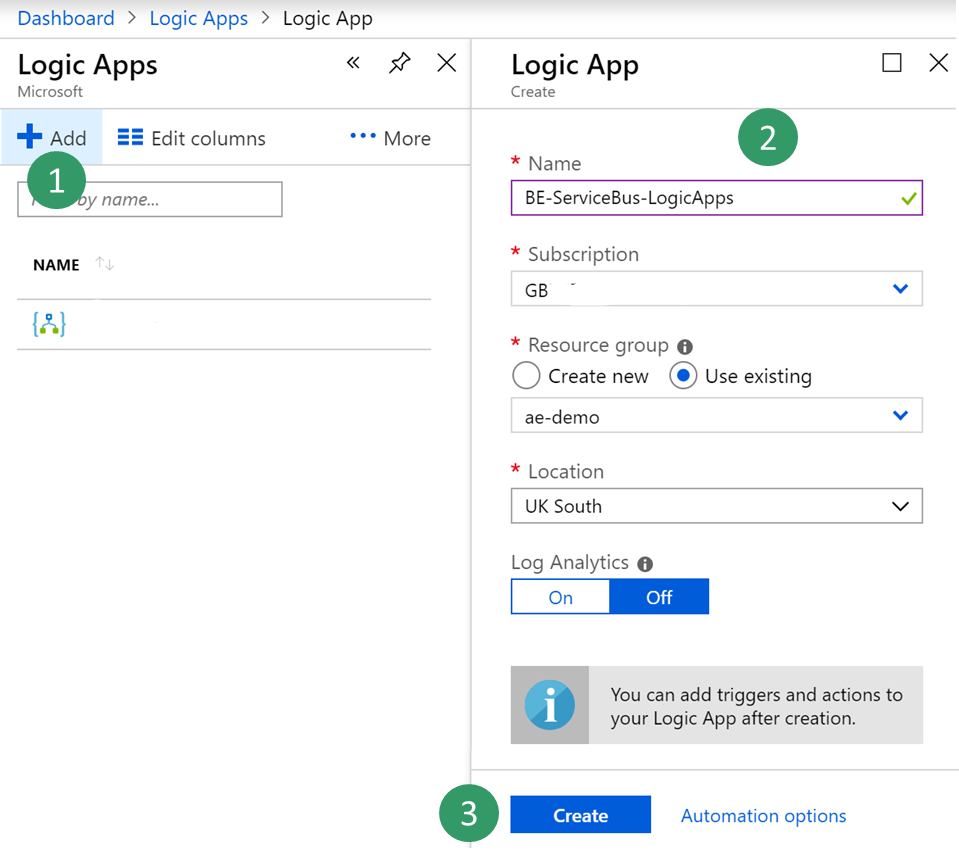 Dashboard > Logic Apps > Logic App
Logic Apps
Microsoft
Add
Edit columns
More
1
by name...
NAME
Logic App
Create
2
* Name
BE-ServiceBus-LogicApps
* Subscription
GB
* Resource group
Create new
Use existing
ae-demo
* Location
UK South
Log Analytics
On
Off
You can add triggers and actions to
your Logic App after creation.
3
Create
Automation options